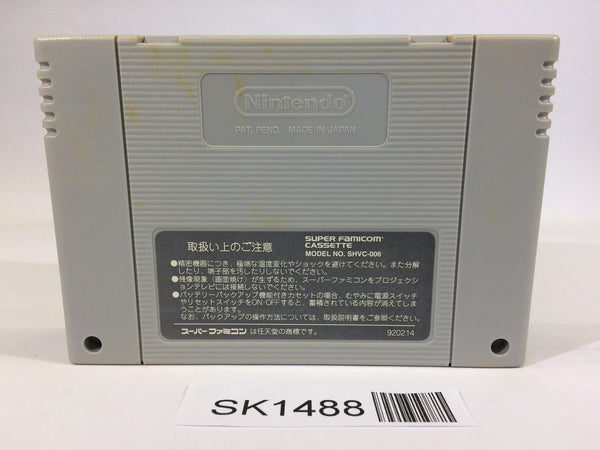 Nintendo
PAT. PEND. MADE IN JAPAN
取扱い上のご注意
SUPER FAMICOM
CASSETTE
MODEL NO. SHVC-006
●精密機器につき、極端な温度変化やショックを避けてください。また分解
したり、端子部を汚したりしないでください。
●残像現象(画面焼け)が生ずるため、スーパーファミコンをプロジェクショ
ンテレビには接続しないでください。
●バッテリーバックアップ機能付きカセットの場合、むやみに電源スイッチ
やリセットスイッチをON・OFFすると、蓄積されている内容が消えてしま
うことがあります。
なお、バックアップの操作方法については、取扱説明書をご参照ください。
スーパーファミコンは任天堂の商標です。
920214
SK1488